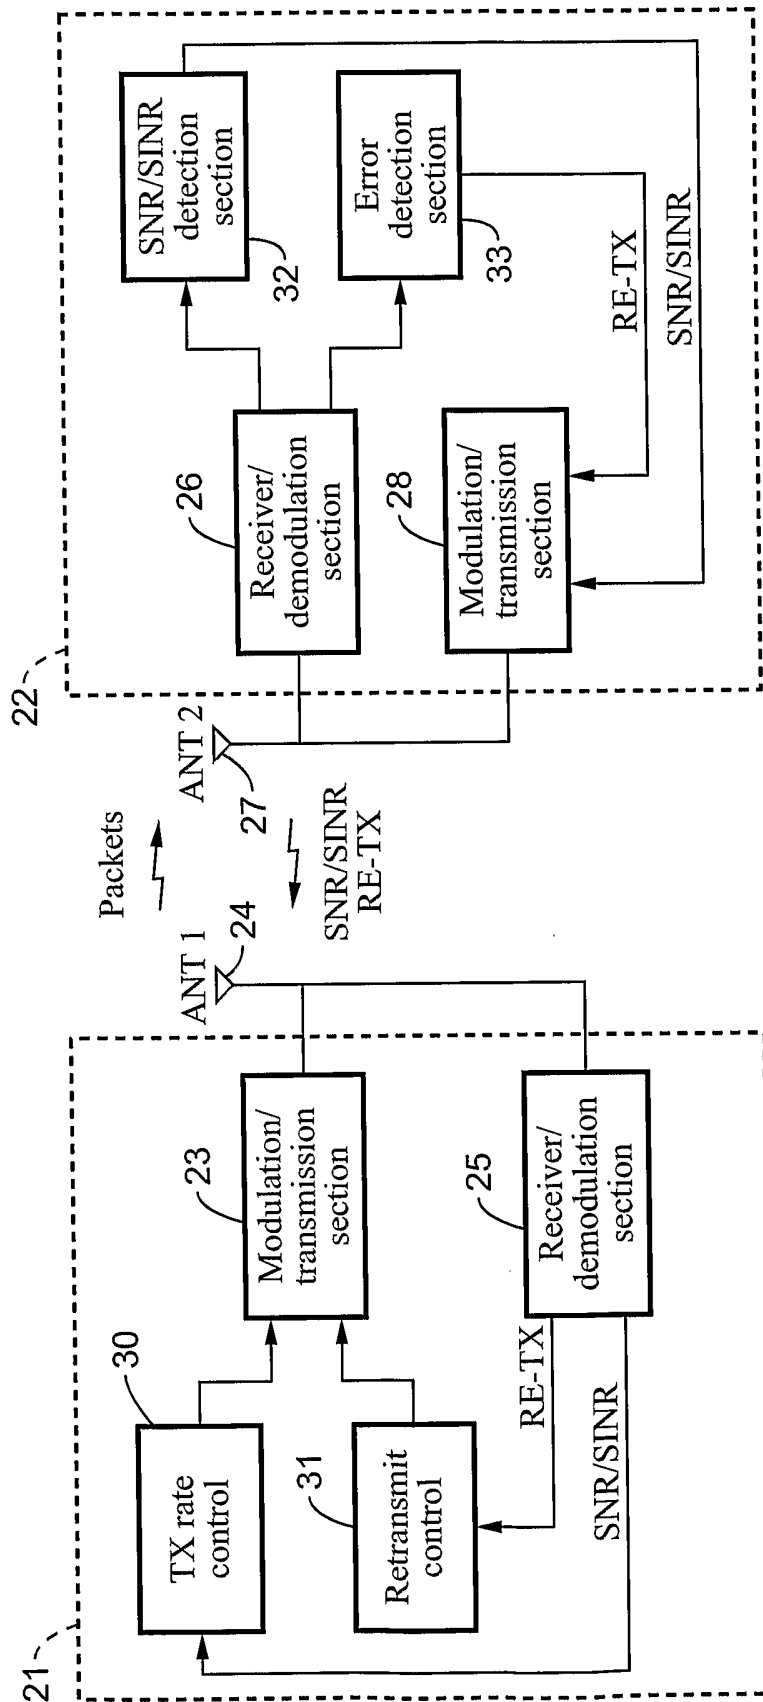 21
TX rate
control
30
Retransmit
control
31
Modulation/
transmission
section
23
Receiver/
demodulation
section
25
RE-TX
SNR/SINR
ANT 1
24
Packets
SNR/SINR
RE-TX
ANT 2
27
22
Receiver/
demodulation
section
26
Modulation/
transmission
section
28
SNR/SINR
detection
section
32
Error
detection
section
33
RE-TX
SNR/SINR